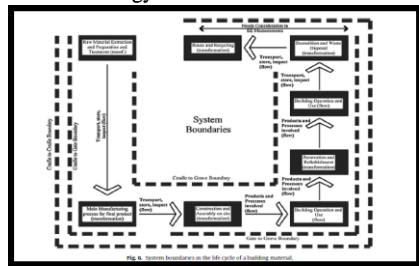 Needs Consideration in
EE Measurement
Raw Material Extraction
and Preparation and
Treatment (transf.)
Reuse and Recycling
(transformation)
Demolition and Waste
Disposal
(transformation)
Transport,
store, impact
(flow)
Transport,
store,
impact (flow)
Building Operation and
Use (flow)
System
Boundaries
Products and
Processes
involved
(flow)
Cradle to Cradle Boundary
Cradle to Gate Boundary
Renovation and
Refurbishment
(transformation)
Cradle to Grave Boundary
Products and
Processes
involved
(flow)
Transport,
store, impact
(flow)
Products and
Processes Involved
(flow)
Main Manufacturing
process for final product
(transformation)
Construction and
Assembly on site
(transformation)
Building Operation and
Use
(flow)
Gate to Grave Boundary
Fig. 6. System boundaries in the life cycle of a building material.